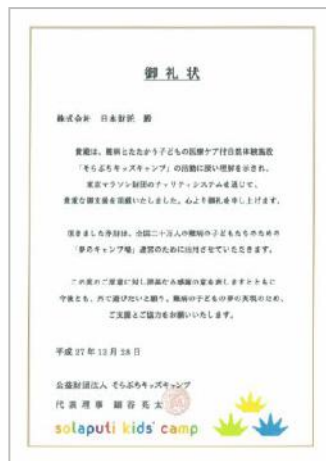 御礼状
株式会社 日本財託 殿
貴殿は、難病とたたかう子どもの医療ケア付自然体験施設
「そらぷちキッズキャンプ」の活動に深い理解を示され、
東京マラソン財団のチャリティシステムを通じて、
貴重な御支援を頂戴いたしました。心より御礼を申し上げます。
頂きました浄財は、全国二十万人の難病の子どもたちのための
「夢のキャンプ場」運営のために活用させていただきます。
この度のご厚意に対し深甚なる感謝の意を表しますとともに
今後とも、外で遊びたいと願う、難病の子どもの夢の実現のため、
ご支援とご協力をお願いいたします。
平成27年12月28日
公益財団法人 そらぷちキッズキャンプ
代表理事 細谷亮太
solaputi kids' camp